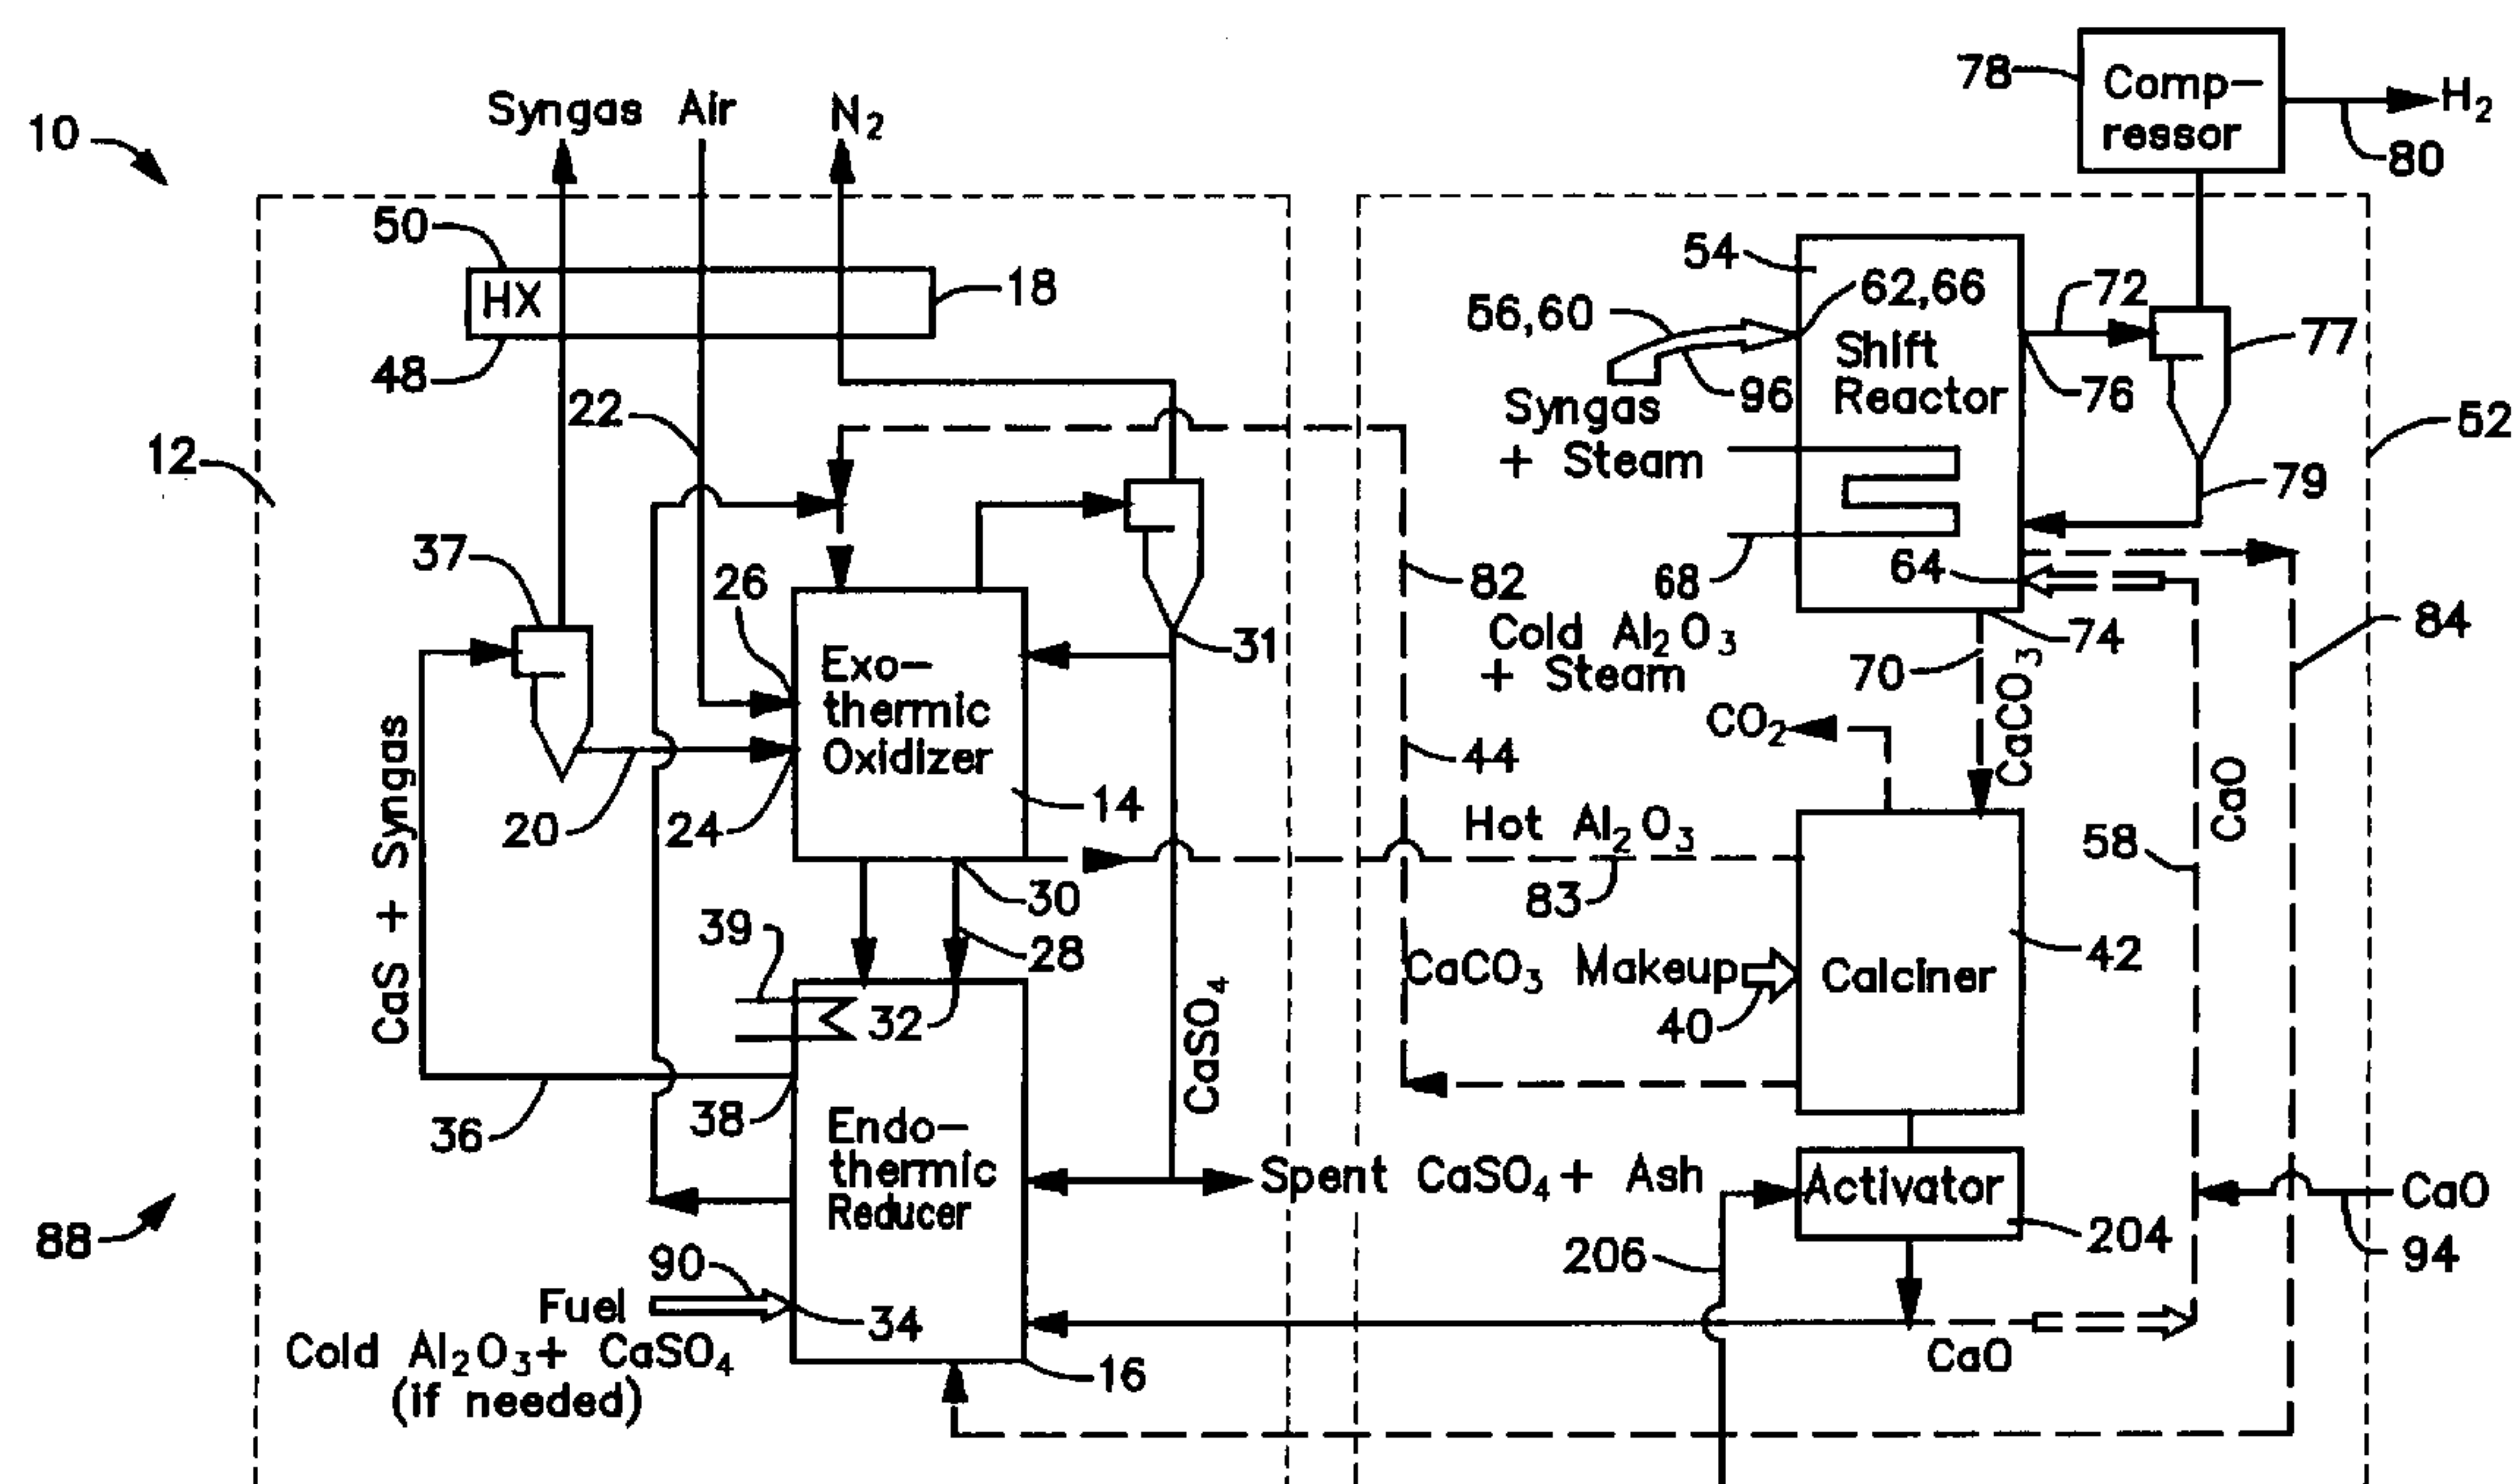 78
Comp-
ressor
H2
80
10
Syngas
Air
N2
50
HX
18
48
12
22
37
26
Exo-
thermic
Oxidizer
14
31
20
24
30
28
39
32
CaS + Syngas
36
38
CaSO4
Endo-
thermic
Reducer
88
90
Fuel
34
Cold Al2O3+ CaSO4
(if needed)
16
Spent CaSO4+ Ash
54
62,66
56,60
96
Shift
Reactor
Syngas
+ Steam
72
76
77
52
79
68
64
82
Cold Al2O3
+ Steam
74
84
70
CaCO3
CO2
44
Hot Al2O3
83
58
CaO
42
CaCO3 Makeup
40
Calciner
Activator
204
206
CaO
94
CaO